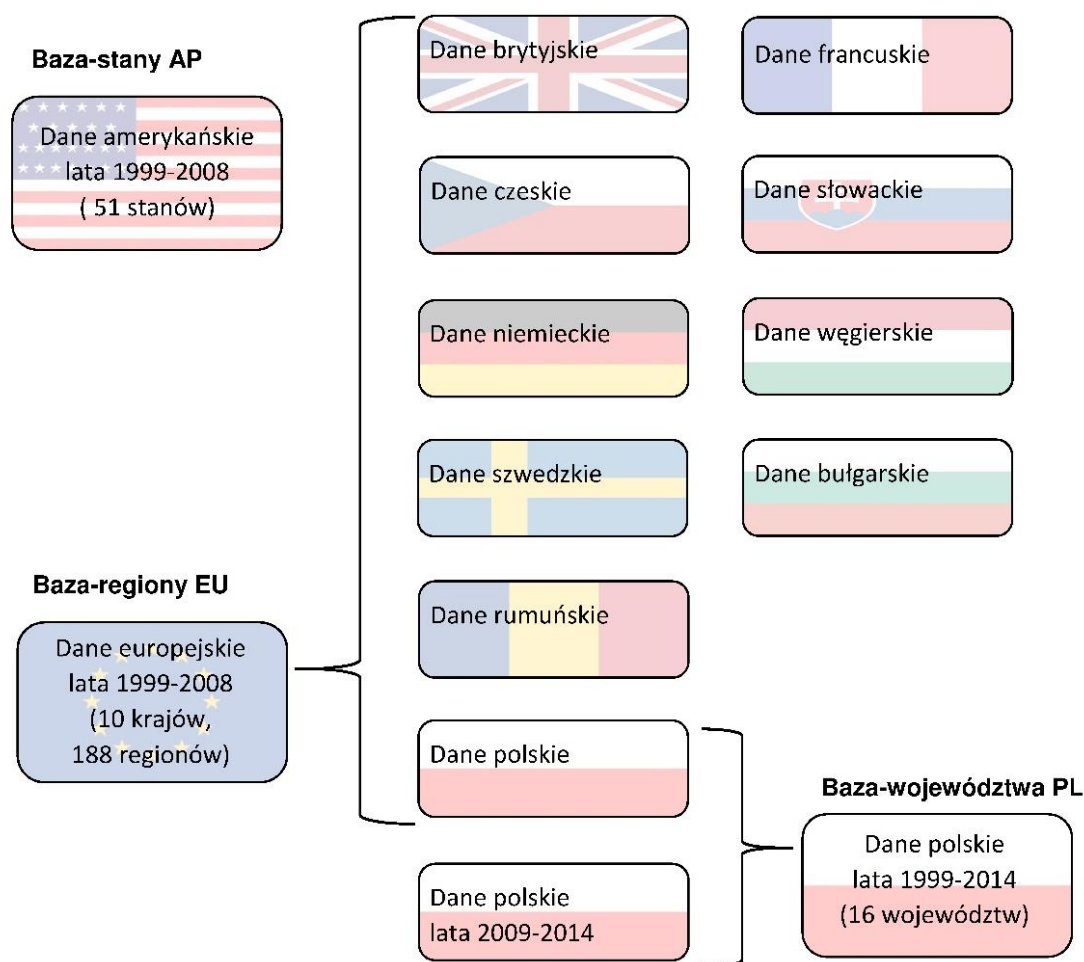 Baza-stany AP
Dane amerykańskie
lata 1999-2008
( 51 stanów)
Dane brytyjskie
Dane francuskie
Dane czeskie
Dane słowackie
Dane niemieckie
Dane węgierskie
Dane szwedzkie
Dane bułgarskie
Baza-regiony EU
Dane europejskie
lata 1999-2008
(10 krajów,
188 regionów)
Dane rumuńskie
Dane polskie
Dane polskie
lata 2009-2014
Baza-województwa PL
Dane polskie
lata 1999-2014
(16 województw)